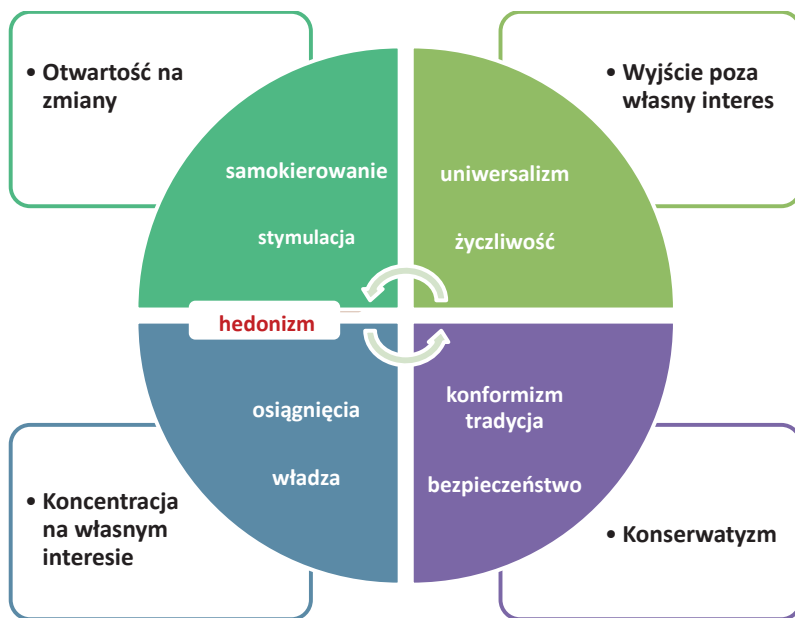 • Otwartość na
zmiany
• Wyjście poza
własny interes
samokierowanie
stymulacja
uniwersalizm
życzliwość
hedonizm
osiągnięcia
władza
konformizm
tradycja
bezpieczeństwo
• Koncentracja
na własnym
interesie
• Konserwatyzm